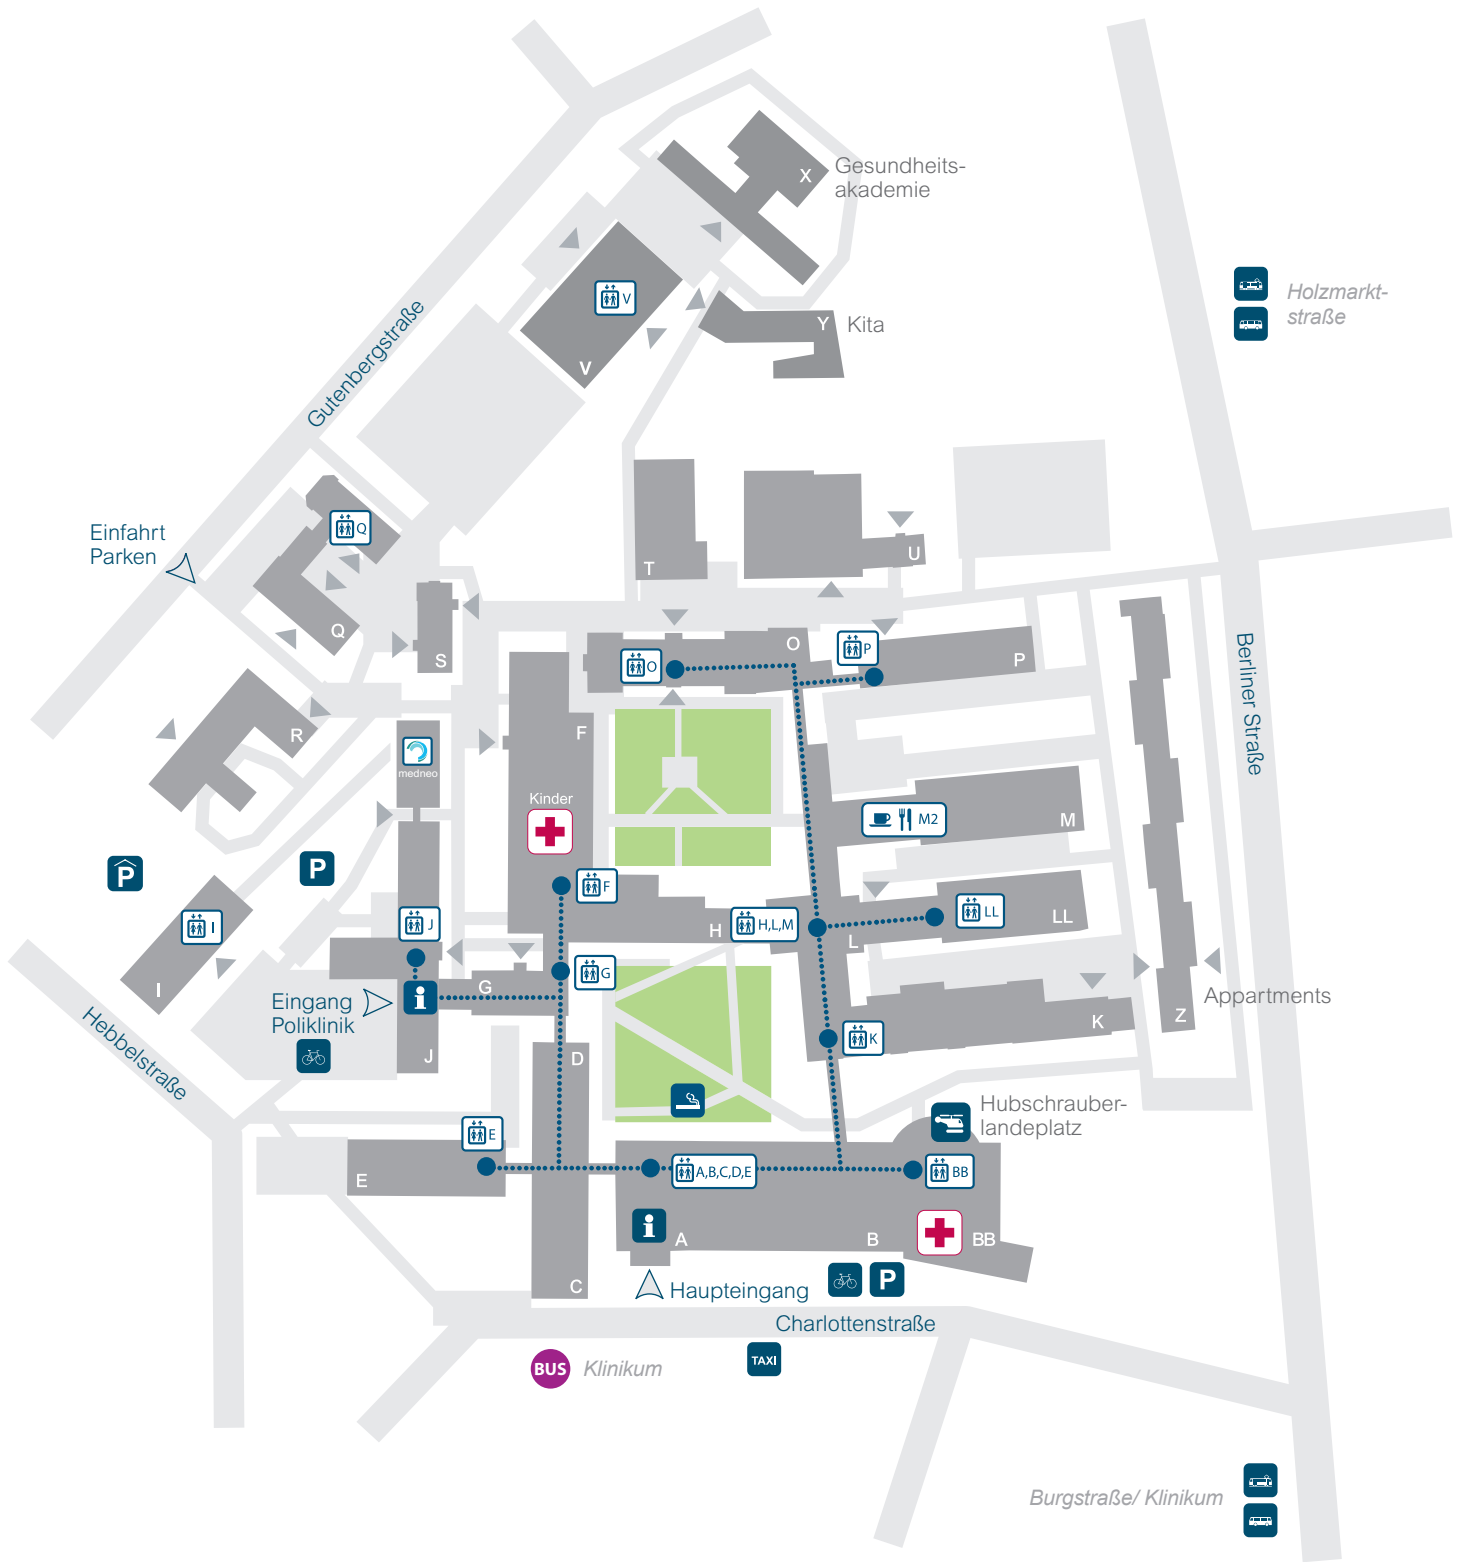 X
Gesundheits-
akademie
V
V
Y
Kita
Holzmarkt-
straße
Gutenbergstraße
Einfahrt
Parken
Q
Q
S
T
U
O
O
P
P
Berliner Straße
R
F
medneo
Kinder
M2
M
P
P
I
I
J
F
H
H,L,M
L
LL
LL
G
G
Eingang
Poliklinik
i
J
D
K
K
Z
Appartments
Hebbelstraße
Hubschrauber-
landeplatz
E
E
A,B,C,D,E
BB
i
A
B
BB
C
Haupteingang
P
Charlottenstraße
BUS
Klinikum
TAXI
Burgstraße/ Klinikum